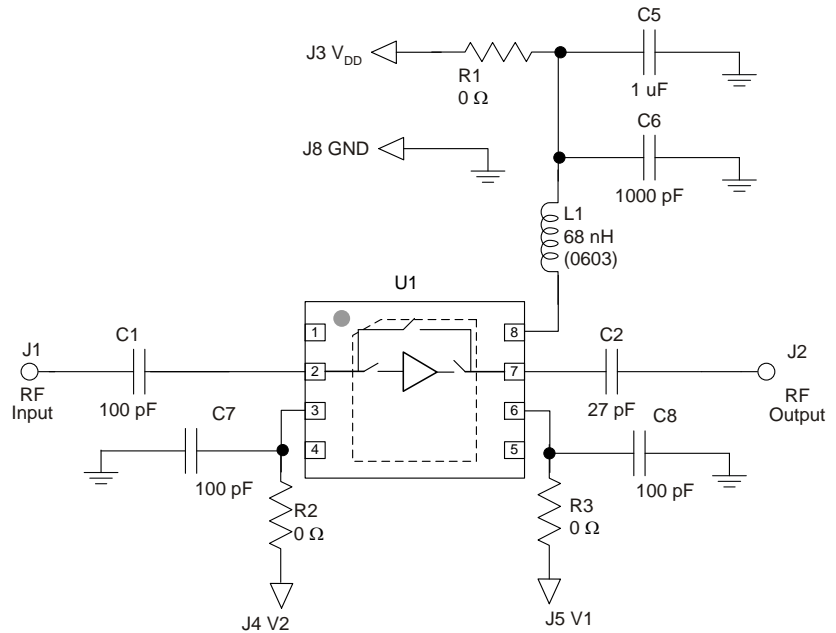 C5
J3 VDD
R1
0 Ω
1 uF
C6
J8 GND
1000 pF
L1
68 nH
(0603)
U1
1
8
J1
C1
C2
J2
2
7
RF
Input
100 pF
27 pF
RF
Output
C7
3
6
C8
4
5
100 pF
100 pF
R2
0 Ω
R3
0 Ω
J4 V2
J5 V1